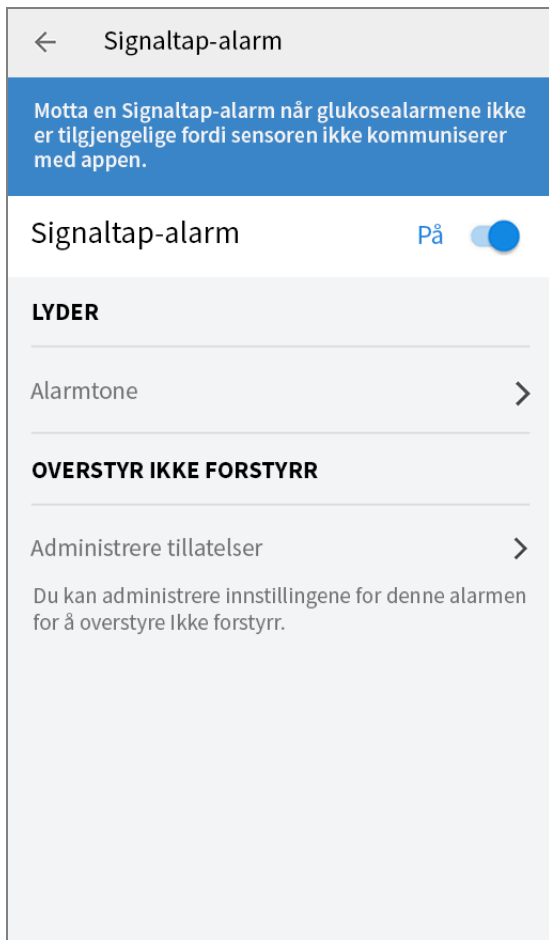 Signaltap-alarm
Motta en Signaltap-alarm når glukosealarmene ikke
er tilgjengelige fordi sensoren ikke kommuniserer
med appen.
Signaltap-alarm På
LYDER
Alarmtone
OVERSTYR IKKE FORSTYRR
Administrere tillatelser
Du kan administrere innstillingene for denne alarmen
for å overstyre Ikke forstyrr.